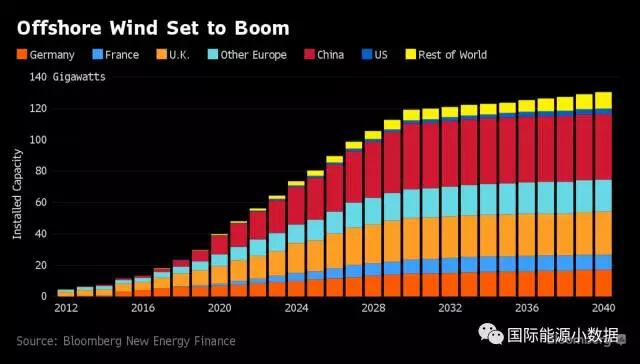 Offshore Wind Set to Boom
Germany France U.K. Other Europe China US Rest of World
140 Gigawatts
120
100
80
60
40
20
0
Installed Capacity
2012 2016 2020 2024 2028 2032 2036 2040
Source: Bloomberg New Energy Finance
Bloomberg
国际能源小数据